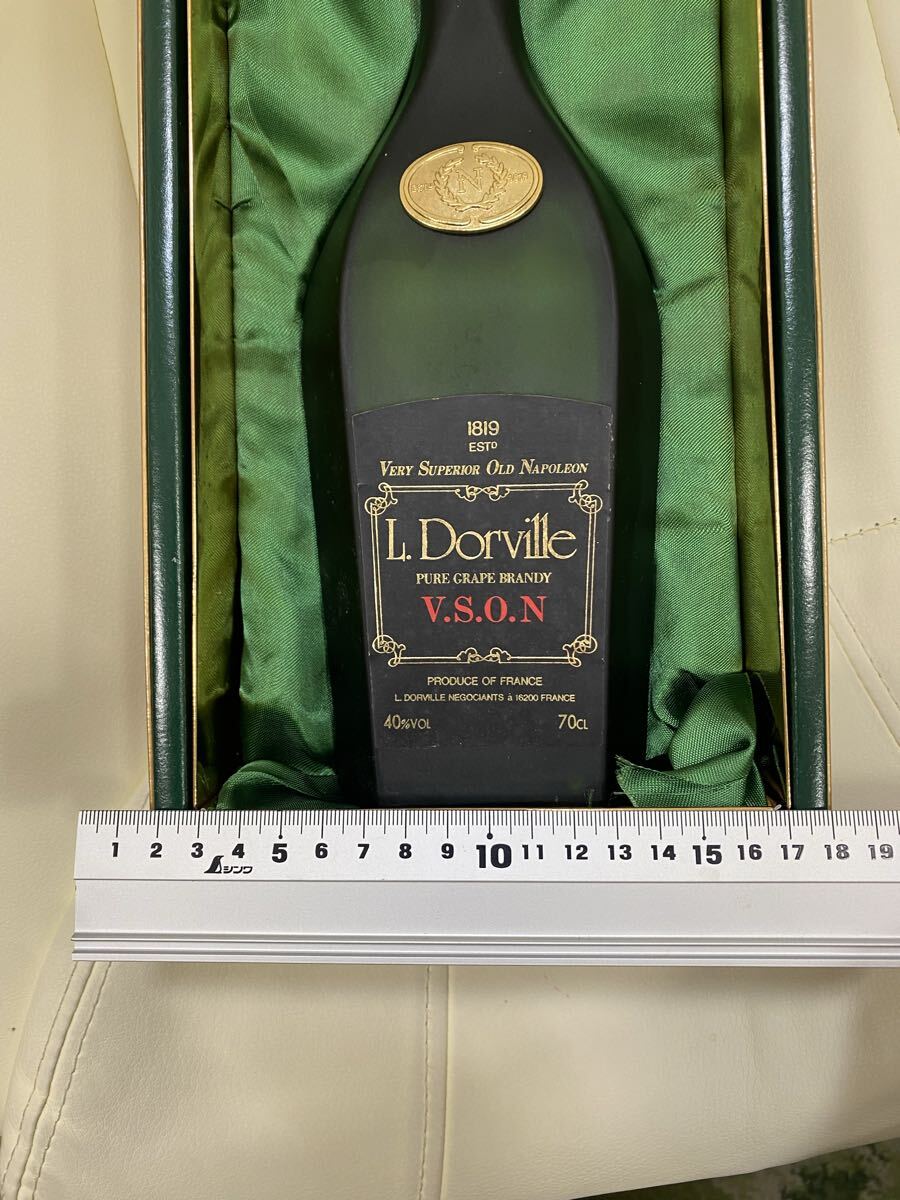 N
1819
ESTD
VERY SUPERIOR OLD NAPOLEON
L. Dorville
PURE GRAPE BRANDY
V.S.O.N
PRODUCE OF FRANCE
L. DORVILLE NEGOCIANTS à 16200 FRANCE
40%VOL 70CL
1 2 3 4 5 6 7 8 9 10 11 12 13 14 15 16 17 18 19
シンワ